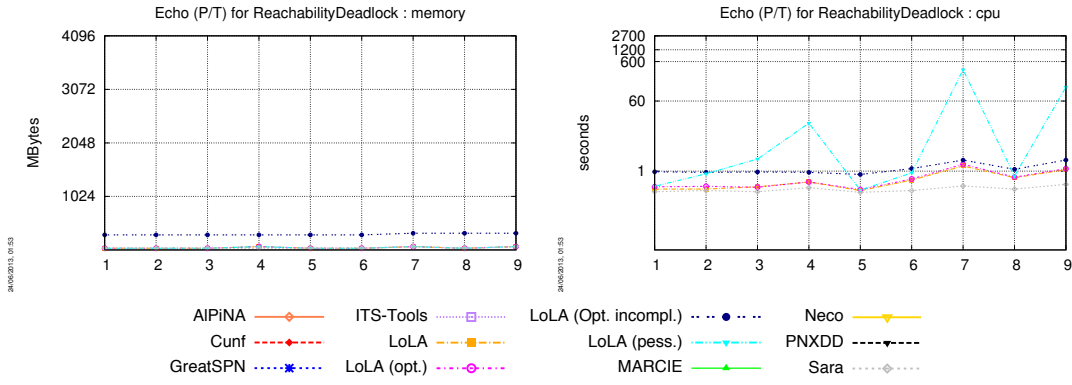 Echo (P/T) for ReachabilityDeadlock : memory
4096
3072
2048
1024
MBytes
1 2 3 4 5 6 7 8 9
24/06/2013, 01:53
Echo (P/T) for ReachabilityDeadlock : cpu
2700
1200
600
60
1
seconds
1 2 3 4 5 6 7 8 9
24/06/2013, 01:53
AlPiNA ITS-Tools LoLA (Opt. incompl.) Neco
Cunf LoLA LoLA (pess.) PNXDD
GreatSPN LoLA (opt.) MARCIE Sara